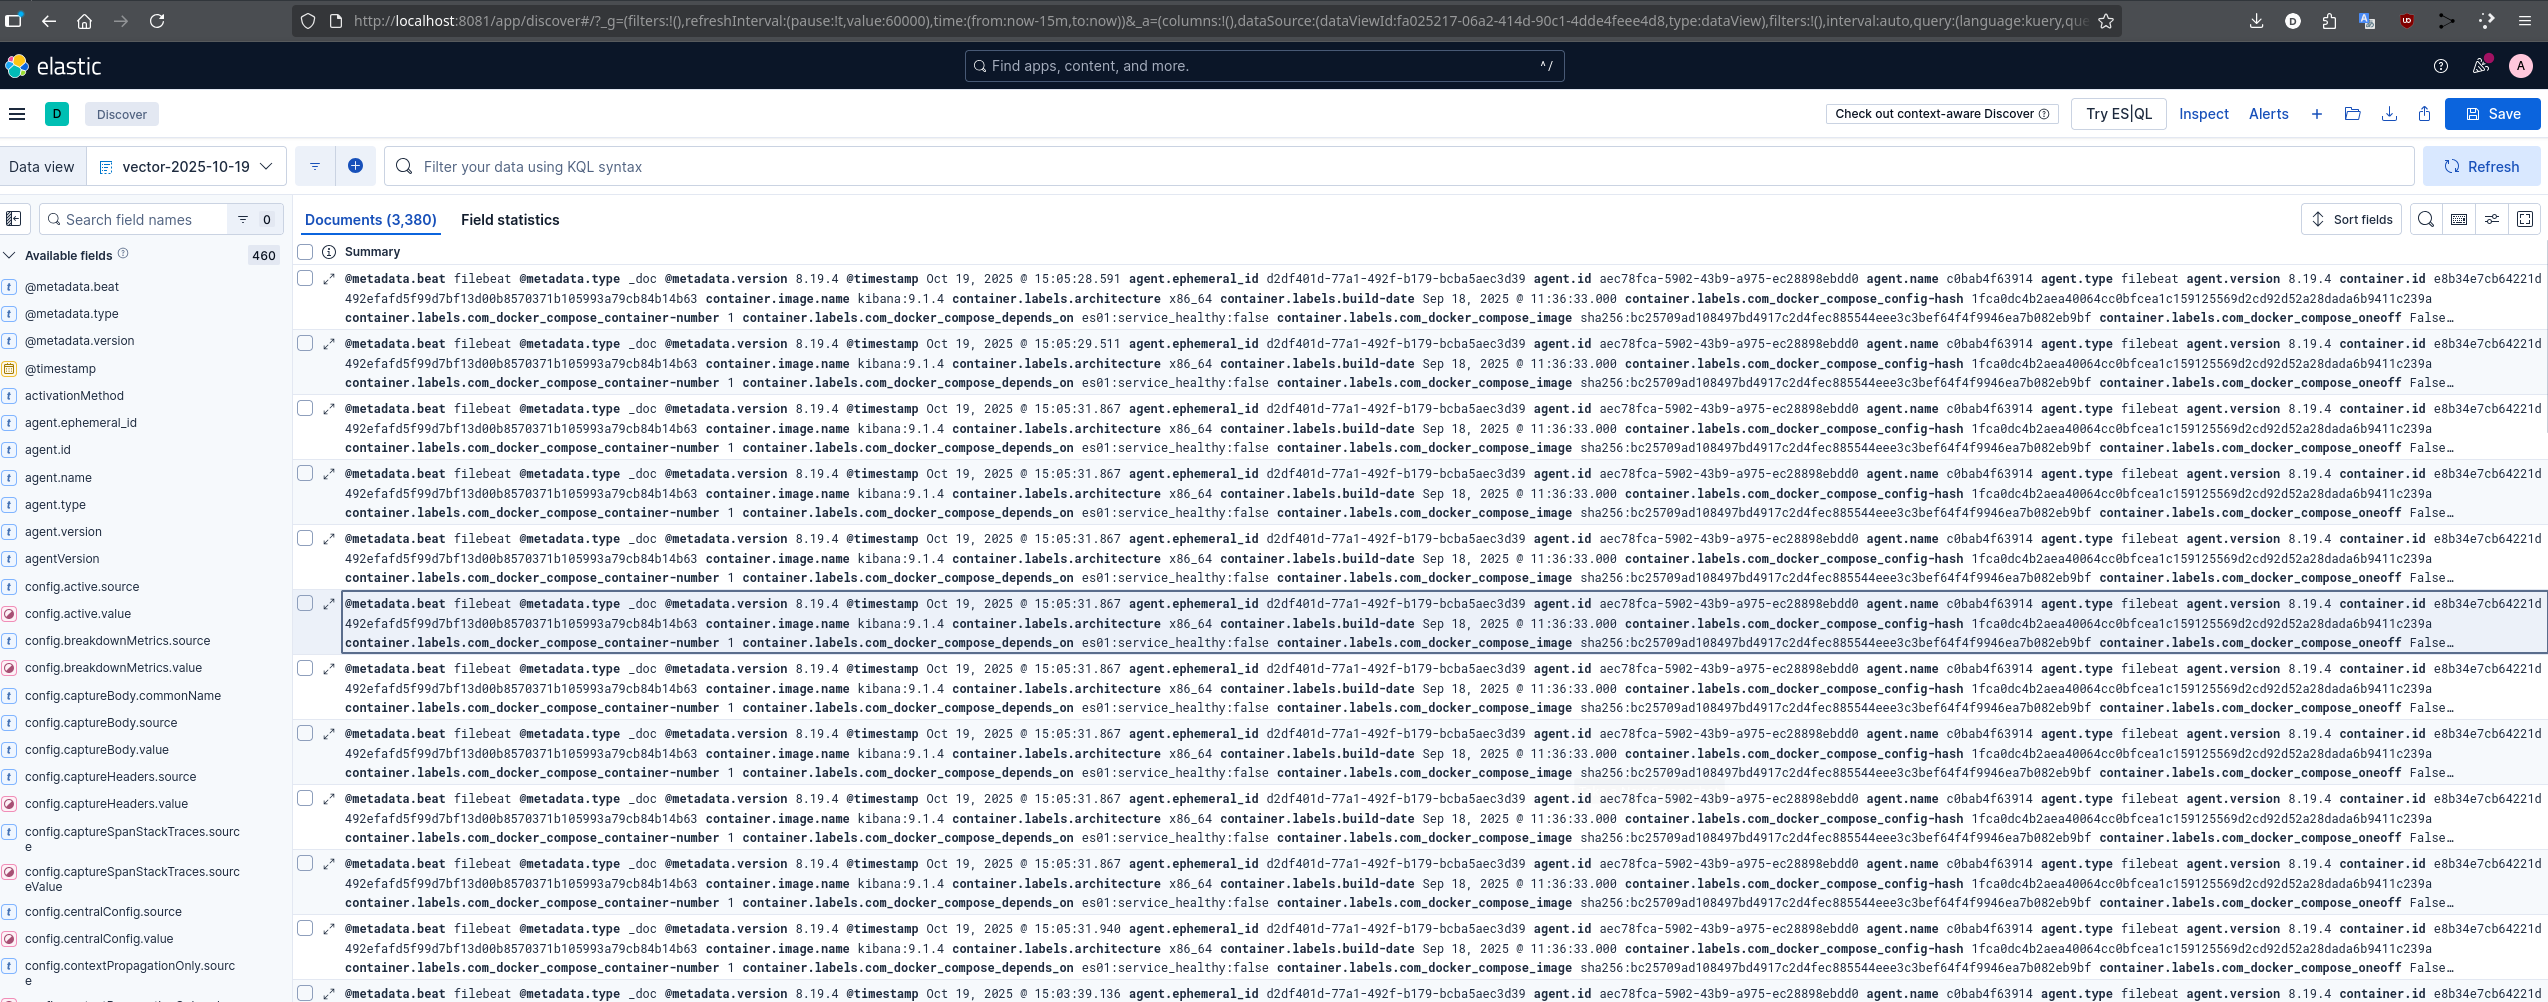 http://localhost:8081/app/discover#/?_g=(filters:!(),refreshInterval:(pause:!t,value:60000),time:(from:now-15m,to:now))&_a=(columns:!(),dataSource:(dataViewId:fa025217-06a2-414d-90c1-4dde4feee4d8,type:dataView),filters:!(),interval:auto,query:(language:kuery,que
elastic
Find apps, content, and more.
^ /
A
D
Discover
Check out context-aware Discover
Try ES|QL
Inspect
Alerts
Save
Data view
vector-2025-10-19
Filter your data using KQL syntax
Refresh
Search field names
0
Available fields
460
@metadata.beat
@metadata.type
@metadata.version
@timestamp
activationMethod
agent.ephemeral_id
agent.id
agent.name
agent.type
agent.version
agentVersion
config.active.source
config.active.value
config.breakdownMetrics.source
config.breakdownMetrics.value
config.captureBody.commonName
config.captureBody.source
config.captureBody.value
config.captureHeaders.source
config.captureHeaders.value
config.captureSpanStackTraces.sourc
e
config.captureSpanStackTraces.sourc
eValue
config.centralConfig.source
config.centralConfig.value
config.contextPropagationOnly.sourc
e
Documents (3,380)
Field statistics
Sort fields
Summary
@metadata.beat filebeat @metadata.type _doc @metadata.version 8.19.4 @timestamp Oct 19, 2025 @ 15:05:28.591 agent.ephemeral_id d2df401d-77a1-492f-b179-bcba5aec3d39 agent.id aec78fca-5902-43b9-a975-ec28898ebdd0 agent.name c0bab4f63914 agent.type filebeat agent.version 8.19.4 container.id e8b34e7cb64221d
492efafd5f99d7bf13d00b8570371b105993a79cb84b14b63 container.image.name kibana:9.1.4 container.labels.architecture x86_64 container.labels.build-date Sep 18, 2025 @ 11:36:33.000 container.labels.com_docker_compose_config-hash 1fca0dc4b2aea40064cc0bfcea1c159125569d2cd92d52a28dada6b9411c239a
container.labels.com_docker_compose_container-number 1 container.labels.com_docker_compose_depends_on es01:service_healthy:false container.labels.com_docker_compose_image sha256:bc25709ad108497bd4917c2d4fec885544eee3c3bef64f4f9946ea7b082eb9bf container.labels.com_docker_compose_oneoff False…
@metadata.beat filebeat @metadata.type _doc @metadata.version 8.19.4 @timestamp Oct 19, 2025 @ 15:05:29.511 agent.ephemeral_id d2df401d-77a1-492f-b179-bcba5aec3d39 agent.id aec78fca-5902-43b9-a975-ec28898ebdd0 agent.name c0bab4f63914 agent.type filebeat agent.version 8.19.4 container.id e8b34e7cb64221d
492efafd5f99d7bf13d00b8570371b105993a79cb84b14b63 container.image.name kibana:9.1.4 container.labels.architecture x86_64 container.labels.build-date Sep 18, 2025 @ 11:36:33.000 container.labels.com_docker_compose_config-hash 1fca0dc4b2aea40064cc0bfcea1c159125569d2cd92d52a28dada6b9411c239a
container.labels.com_docker_compose_container-number 1 container.labels.com_docker_compose_depends_on es01:service_healthy:false container.labels.com_docker_compose_image sha256:bc25709ad108497bd4917c2d4fec885544eee3c3bef64f4f9946ea7b082eb9bf container.labels.com_docker_compose_oneoff False…
@metadata.beat filebeat @metadata.type _doc @metadata.version 8.19.4 @timestamp Oct 19, 2025 @ 15:05:31.867 agent.ephemeral_id d2df401d-77a1-492f-b179-bcba5aec3d39 agent.id aec78fca-5902-43b9-a975-ec28898ebdd0 agent.name c0bab4f63914 agent.type filebeat agent.version 8.19.4 container.id e8b34e7cb64221d
492efafd5f99d7bf13d00b8570371b105993a79cb84b14b63 container.image.name kibana:9.1.4 container.labels.architecture x86_64 container.labels.build-date Sep 18, 2025 @ 11:36:33.000 container.labels.com_docker_compose_config-hash 1fca0dc4b2aea40064cc0bfcea1c159125569d2cd92d52a28dada6b9411c239a
container.labels.com_docker_compose_container-number 1 container.labels.com_docker_compose_depends_on es01:service_healthy:false container.labels.com_docker_compose_image sha256:bc25709ad108497bd4917c2d4fec885544eee3c3bef64f4f9946ea7b082eb9bf container.labels.com_docker_compose_oneoff False…
@metadata.beat filebeat @metadata.type _doc @metadata.version 8.19.4 @timestamp Oct 19, 2025 @ 15:05:31.867 agent.ephemeral_id d2df401d-77a1-492f-b179-bcba5aec3d39 agent.id aec78fca-5902-43b9-a975-ec28898ebdd0 agent.name c0bab4f63914 agent.type filebeat agent.version 8.19.4 container.id e8b34e7cb64221d
492efafd5f99d7bf13d00b8570371b105993a79cb84b14b63 container.image.name kibana:9.1.4 container.labels.architecture x86_64 container.labels.build-date Sep 18, 2025 @ 11:36:33.000 container.labels.com_docker_compose_config-hash 1fca0dc4b2aea40064cc0bfcea1c159125569d2cd92d52a28dada6b9411c239a
container.labels.com_docker_compose_container-number 1 container.labels.com_docker_compose_depends_on es01:service_healthy:false container.labels.com_docker_compose_image sha256:bc25709ad108497bd4917c2d4fec885544eee3c3bef64f4f9946ea7b082eb9bf container.labels.com_docker_compose_oneoff False…
@metadata.beat filebeat @metadata.type _doc @metadata.version 8.19.4 @timestamp Oct 19, 2025 @ 15:05:31.867 agent.ephemeral_id d2df401d-77a1-492f-b179-bcba5aec3d39 agent.id aec78fca-5902-43b9-a975-ec28898ebdd0 agent.name c0bab4f63914 agent.type filebeat agent.version 8.19.4 container.id e8b34e7cb64221d
492efafd5f99d7bf13d00b8570371b105993a79cb84b14b63 container.image.name kibana:9.1.4 container.labels.architecture x86_64 container.labels.build-date Sep 18, 2025 @ 11:36:33.000 container.labels.com_docker_compose_config-hash 1fca0dc4b2aea40064cc0bfcea1c159125569d2cd92d52a28dada6b9411c239a
container.labels.com_docker_compose_container-number 1 container.labels.com_docker_compose_depends_on es01:service_healthy:false container.labels.com_docker_compose_image sha256:bc25709ad108497bd4917c2d4fec885544eee3c3bef64f4f9946ea7b082eb9bf container.labels.com_docker_compose_oneoff False…
@metadata.beat filebeat @metadata.type _doc @metadata.version 8.19.4 @timestamp Oct 19, 2025 @ 15:05:31.867 agent.ephemeral_id d2df401d-77a1-492f-b179-bcba5aec3d39 agent.id aec78fca-5902-43b9-a975-ec28898ebdd0 agent.name c0bab4f63914 agent.type filebeat agent.version 8.19.4 container.id e8b34e7cb64221d
492efafd5f99d7bf13d00b8570371b105993a79cb84b14b63 container.image.name kibana:9.1.4 container.labels.architecture x86_64 container.labels.build-date Sep 18, 2025 @ 11:36:33.000 container.labels.com_docker_compose_config-hash 1fca0dc4b2aea40064cc0bfcea1c159125569d2cd92d52a28dada6b9411c239a
container.labels.com_docker_compose_container-number 1 container.labels.com_docker_compose_depends_on es01:service_healthy:false container.labels.com_docker_compose_image sha256:bc25709ad108497bd4917c2d4fec885544eee3c3bef64f4f9946ea7b082eb9bf container.labels.com_docker_compose_oneoff False…
@metadata.beat filebeat @metadata.type _doc @metadata.version 8.19.4 @timestamp Oct 19, 2025 @ 15:05:31.867 agent.ephemeral_id d2df401d-77a1-492f-b179-bcba5aec3d39 agent.id aec78fca-5902-43b9-a975-ec28898ebdd0 agent.name c0bab4f63914 agent.type filebeat agent.version 8.19.4 container.id e8b34e7cb64221d
492efafd5f99d7bf13d00b8570371b105993a79cb84b14b63 container.image.name kibana:9.1.4 container.labels.architecture x86_64 container.labels.build-date Sep 18, 2025 @ 11:36:33.000 container.labels.com_docker_compose_config-hash 1fca0dc4b2aea40064cc0bfcea1c159125569d2cd92d52a28dada6b9411c239a
container.labels.com_docker_compose_container-number 1 container.labels.com_docker_compose_depends_on es01:service_healthy:false container.labels.com_docker_compose_image sha256:bc25709ad108497bd4917c2d4fec885544eee3c3bef64f4f9946ea7b082eb9bf container.labels.com_docker_compose_oneoff False…
@metadata.beat filebeat @metadata.type _doc @metadata.version 8.19.4 @timestamp Oct 19, 2025 @ 15:05:31.867 agent.ephemeral_id d2df401d-77a1-492f-b179-bcba5aec3d39 agent.id aec78fca-5902-43b9-a975-ec28898ebdd0 agent.name c0bab4f63914 agent.type filebeat agent.version 8.19.4 container.id e8b34e7cb64221d
492efafd5f99d7bf13d00b8570371b105993a79cb84b14b63 container.image.name kibana:9.1.4 container.labels.architecture x86_64 container.labels.build-date Sep 18, 2025 @ 11:36:33.000 container.labels.com_docker_compose_config-hash 1fca0dc4b2aea40064cc0bfcea1c159125569d2cd92d52a28dada6b9411c239a
container.labels.com_docker_compose_container-number 1 container.labels.com_docker_compose_depends_on es01:service_healthy:false container.labels.com_docker_compose_image sha256:bc25709ad108497bd4917c2d4fec885544eee3c3bef64f4f9946ea7b082eb9bf container.labels.com_docker_compose_oneoff False…
@metadata.beat filebeat @metadata.type _doc @metadata.version 8.19.4 @timestamp Oct 19, 2025 @ 15:05:31.867 agent.ephemeral_id d2df401d-77a1-492f-b179-bcba5aec3d39 agent.id aec78fca-5902-43b9-a975-ec28898ebdd0 agent.name c0bab4f63914 agent.type filebeat agent.version 8.19.4 container.id e8b34e7cb64221d
492efafd5f99d7bf13d00b8570371b105993a79cb84b14b63 container.image.name kibana:9.1.4 container.labels.architecture x86_64 container.labels.build-date Sep 18, 2025 @ 11:36:33.000 container.labels.com_docker_compose_config-hash 1fca0dc4b2aea40064cc0bfcea1c159125569d2cd92d52a28dada6b9411c239a
container.labels.com_docker_compose_container-number 1 container.labels.com_docker_compose_depends_on es01:service_healthy:false container.labels.com_docker_compose_image sha256:bc25709ad108497bd4917c2d4fec885544eee3c3bef64f4f9946ea7b082eb9bf container.labels.com_docker_compose_oneoff False…
@metadata.beat filebeat @metadata.type _doc @metadata.version 8.19.4 @timestamp Oct 19, 2025 @ 15:05:31.867 agent.ephemeral_id d2df401d-77a1-492f-b179-bcba5aec3d39 agent.id aec78fca-5902-43b9-a975-ec28898ebdd0 agent.name c0bab4f63914 agent.type filebeat agent.version 8.19.4 container.id e8b34e7cb64221d
492efafd5f99d7bf13d00b8570371b105993a79cb84b14b63 container.image.name kibana:9.1.4 container.labels.architecture x86_64 container.labels.build-date Sep 18, 2025 @ 11:36:33.000 container.labels.com_docker_compose_config-hash 1fca0dc4b2aea40064cc0bfcea1c159125569d2cd92d52a28dada6b9411c239a
container.labels.com_docker_compose_container-number 1 container.labels.com_docker_compose_depends_on es01:service_healthy:false container.labels.com_docker_compose_image sha256:bc25709ad108497bd4917c2d4fec885544eee3c3bef64f4f9946ea7b082eb9bf container.labels.com_docker_compose_oneoff False…
@metadata.beat filebeat @metadata.type _doc @metadata.version 8.19.4 @timestamp Oct 19, 2025 @ 15:05:31.940 agent.ephemeral_id d2df401d-77a1-492f-b179-bcba5aec3d39 agent.id aec78fca-5902-43b9-a975-ec28898ebdd0 agent.name c0bab4f63914 agent.type filebeat agent.version 8.19.4 container.id e8b34e7cb64221d
492efafd5f99d7bf13d00b8570371b105993a79cb84b14b63 container.image.name kibana:9.1.4 container.labels.architecture x86_64 container.labels.build-date Sep 18, 2025 @ 11:36:33.000 container.labels.com_docker_compose_config-hash 1fca0dc4b2aea40064cc0bfcea1c159125569d2cd92d52a28dada6b9411c239a
container.labels.com_docker_compose_container-number 1 container.labels.com_docker_compose_depends_on es01:service_healthy:false container.labels.com_docker_compose_image sha256:bc25709ad108497bd4917c2d4fec885544eee3c3bef64f4f9946ea7b082eb9bf container.labels.com_docker_compose_oneoff False…
@metadata.beat filebeat @metadata.type _doc @metadata.version 8.19.4 @timestamp Oct 19, 2025 @ 15:03:39.136 agent.ephemeral_id d2df401d-77a1-492f-b179-bcba5aec3d39 agent.id aec78fca-5902-43b9-a975-ec28898ebdd0 agent.name c0bab4f63914 agent.type filebeat agent.version 8.19.4 container.id e8b34e7cb64221d